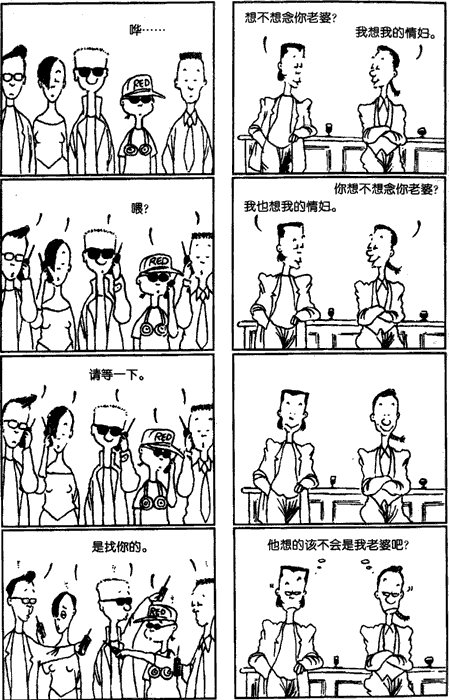 哗……
RED
喂?
RED
请等一下。
RED
是找你的。
RED
想不想念你老婆?
我想我的情妇。
你想不想念你老婆?
我也想我的情妇。
他想的该不会是我老婆吧?